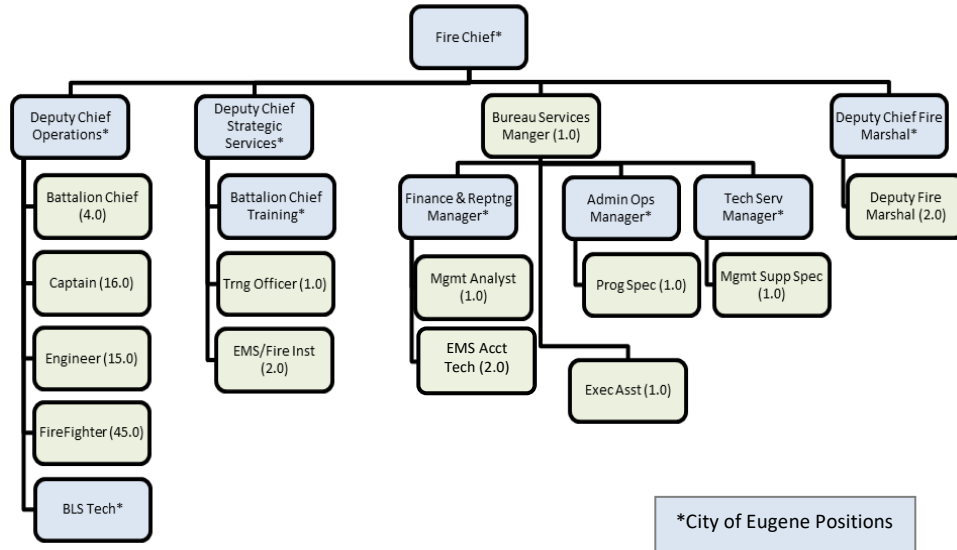 Fire Chief*
Deputy Chief
Operations*
Deputy Chief
Strategic
Services*
Bureau Services
Manger (1.0)
Deputy Chief Fire
Marshal*
Battalion Chief
(4.0)
Captain (16.0)
Engineer (15.0)
FireFighter (45.0)
BLS Tech*
Battalion Chief
Training*
Trng Officer (1.0)
EMS/Fire Inst
(2.0)
Finance & Reptng
Manager*
Mgmt Analyst
(1.0)
EMS Acct
Tech (2.0)
Admin Ops
Manager*
Prog Spec (1.0)
Tech Serv
Manager*
Mgmt Supp Spec
(1.0)
Exec Asst (1.0)
Deputy Fire
Marshal (2.0)
*City of Eugene Positions